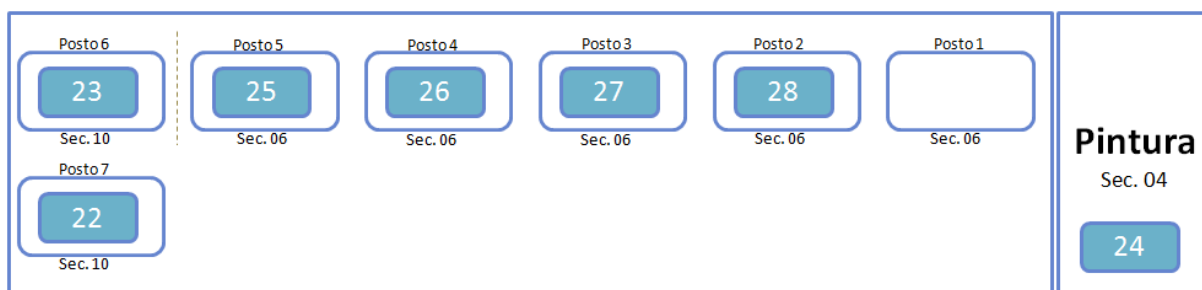 Posto 6
Posto 5
Posto 4
Posto 3
Posto 2
Posto 1
23
25
26
27
28
Sec. 10
Sec. 06
Sec. 06
Sec. 06
Sec. 06
Sec. 06
Posto 7
22
Sec. 10
Pintura
Sec. 04
24